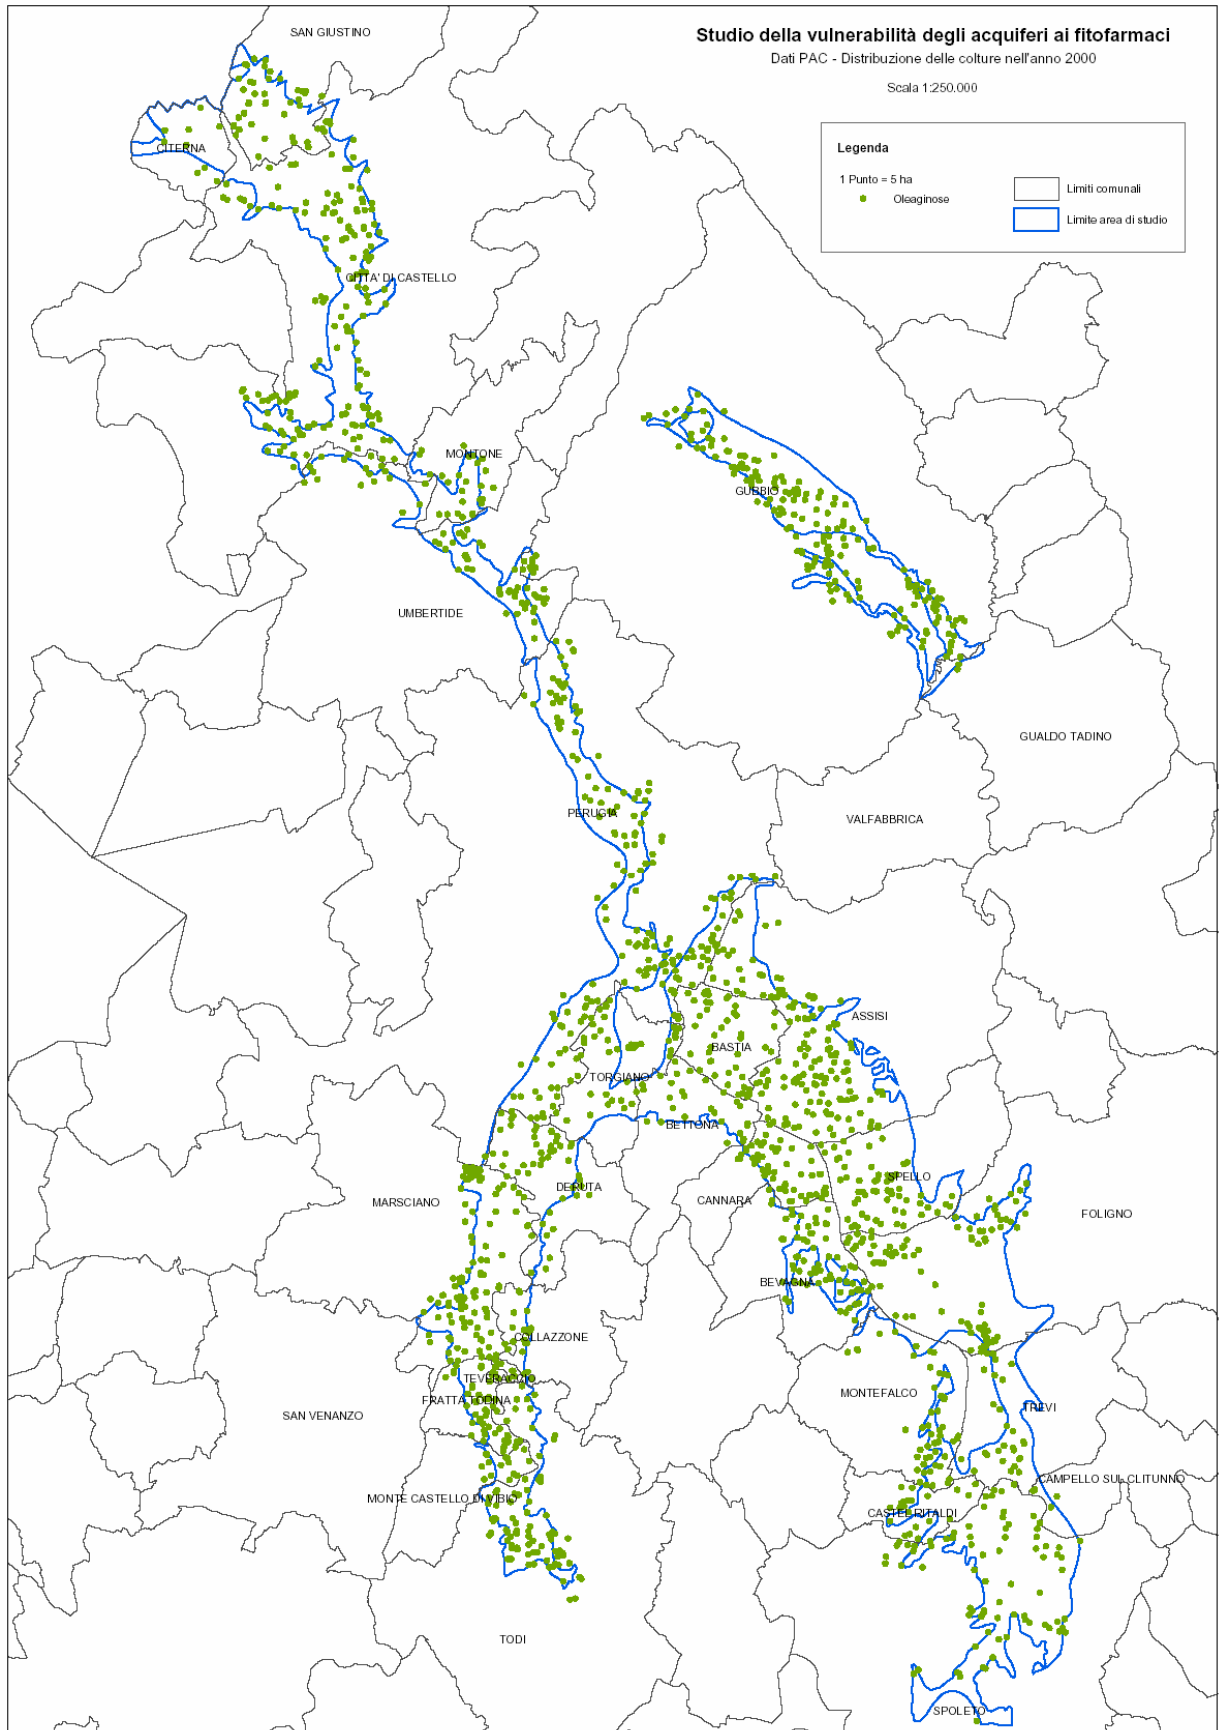 SAN GIUSTINO
Studio della vulnerabilità degli acquiferi ai fitofarmaci
Dati PAC - Distribuzione delle colture nell'anno 2000
Scala 1:250.000
Legenda
1 Punto = 5 ha
Oleaginose
Limiti comunali
Limite area di studio
CITERNA
CITTA' DI CASTELLO
MONTONE
GUBBIO
UMBERTIDE
GUALDO TADINO
PERUGIA
VALFABBRICA
ASSISI
BASTIA
TORGIANO
BETTONA
SPELLO
DERUTA
CANNARA
MARSCIANO
FOLIGNO
BEVAGNA
COLLAZZONE
TEVERACCIO
MONTEFALCO
FRATTA TODINA
TREVI
SAN VENANZO
CAMPELLO SUL CLITUNNO
MONTE CASTELLO DI VIBIO
CASTEL RITALDI
TODI
SPOLETO